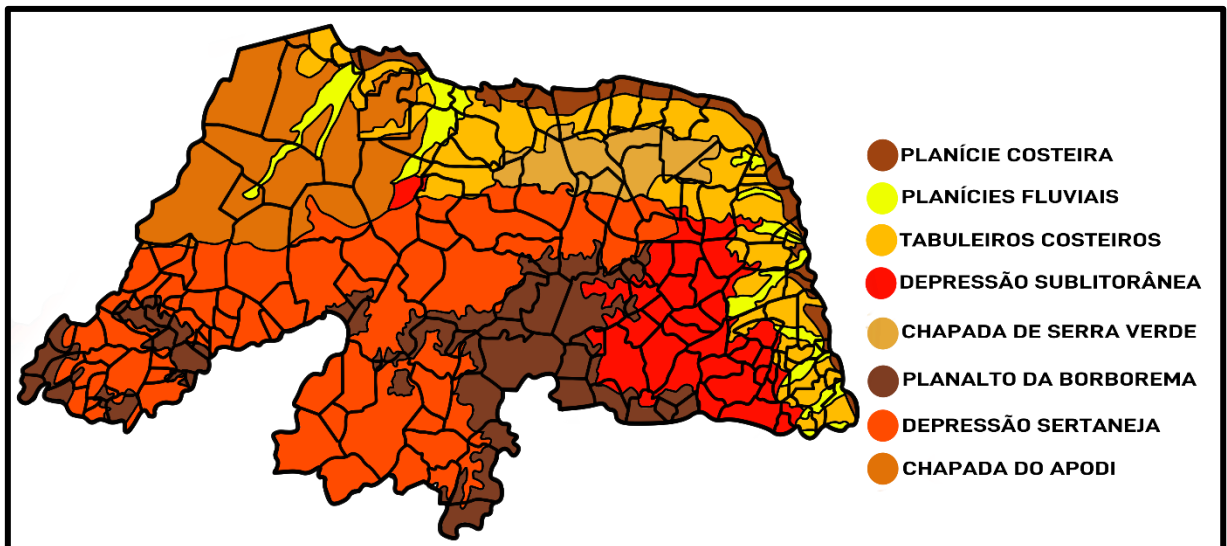 PLANÍCIE COSTEIRA
PLANÍCIES FLUVIAIS
TABULEIROS COSTEIROS
DEPRESSÃO SUBLITORÂNEA
CHAPADA DE SERRA VERDE
PLANALTO DA BORBOREMA
DEPRESSÃO SERTANEJA
CHAPADA DO APODI